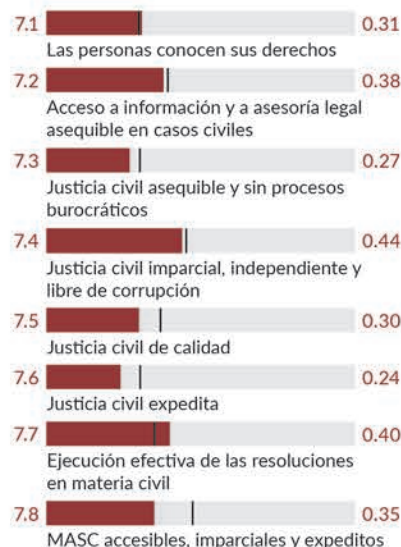 7.1 0.31
Las personas conocen sus derechos
7.2 0.38
Acceso a información y a asesoría legal
asequible en casos civiles
7.3 0.27
Justicia civil asequible y sin procesos
burocráticos
7.4 0.44
Justicia civil imparcial, independiente y
libre de corrupción
7.5 0.30
Justicia civil de calidad
7.6 0.24
Justicia civil expedita
7.7 0.40
Ejecución efectiva de las resoluciones
en materia civil
7.8 0.35
MASC accesibles, imparciales y expeditos